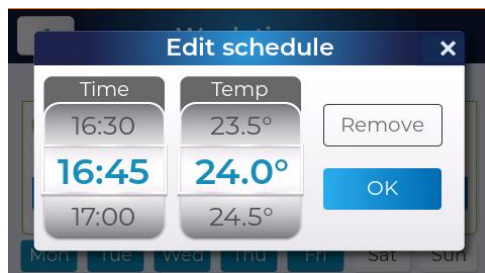 Edit schedule ×
Time Temp
16:30 23.5° Remove
16:45 24.0°
OK
17:00 24.5°
Mon Tue Wed Thu Fri Sat Sun